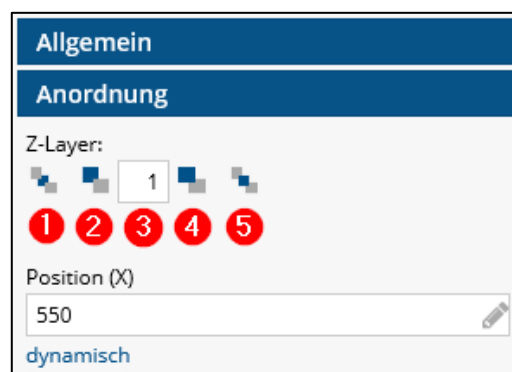 Allgemein
Anordnung
Z-Layer:
1
1 2 3 4 5
Position (X)
550
dynamisch